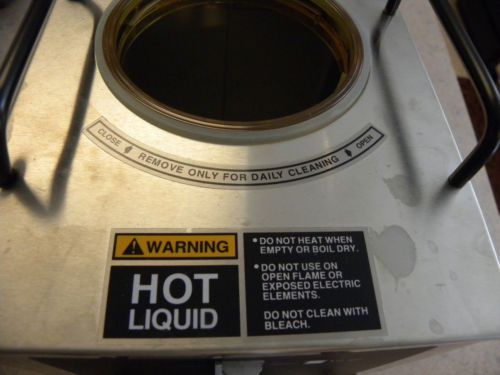 CLOSE REMOVE ONLY FOR DAILY CLEANING OPEN
WARNING
HOT
LIQUID
• DO NOT HEAT WHEN
EMPTY OR BOIL DRY.
• DO NOT USE ON
OPEN FLAME OR
EXPOSED ELECTRIC
ELEMENTS.
DO NOT CLEAN WITH
BLEACH.